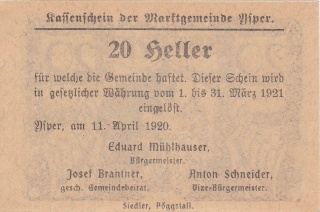 Kassenschein der Marktgemeinde Ysper.
20 Heller
für welche die Gemeinde haftet. Dieser Schein wird
in gesetzlicher Währung vom 1. bis 31. März 1921
eingelöst.
Ysper, am 11. April 1920.
Eduard Mühlhauser,
Bürgermeister.
Josef Brantner, Anton Schneider,
gesch. Gemeindebeirat. Vize-Bürgermeister.
Siedler, Pöggstall.